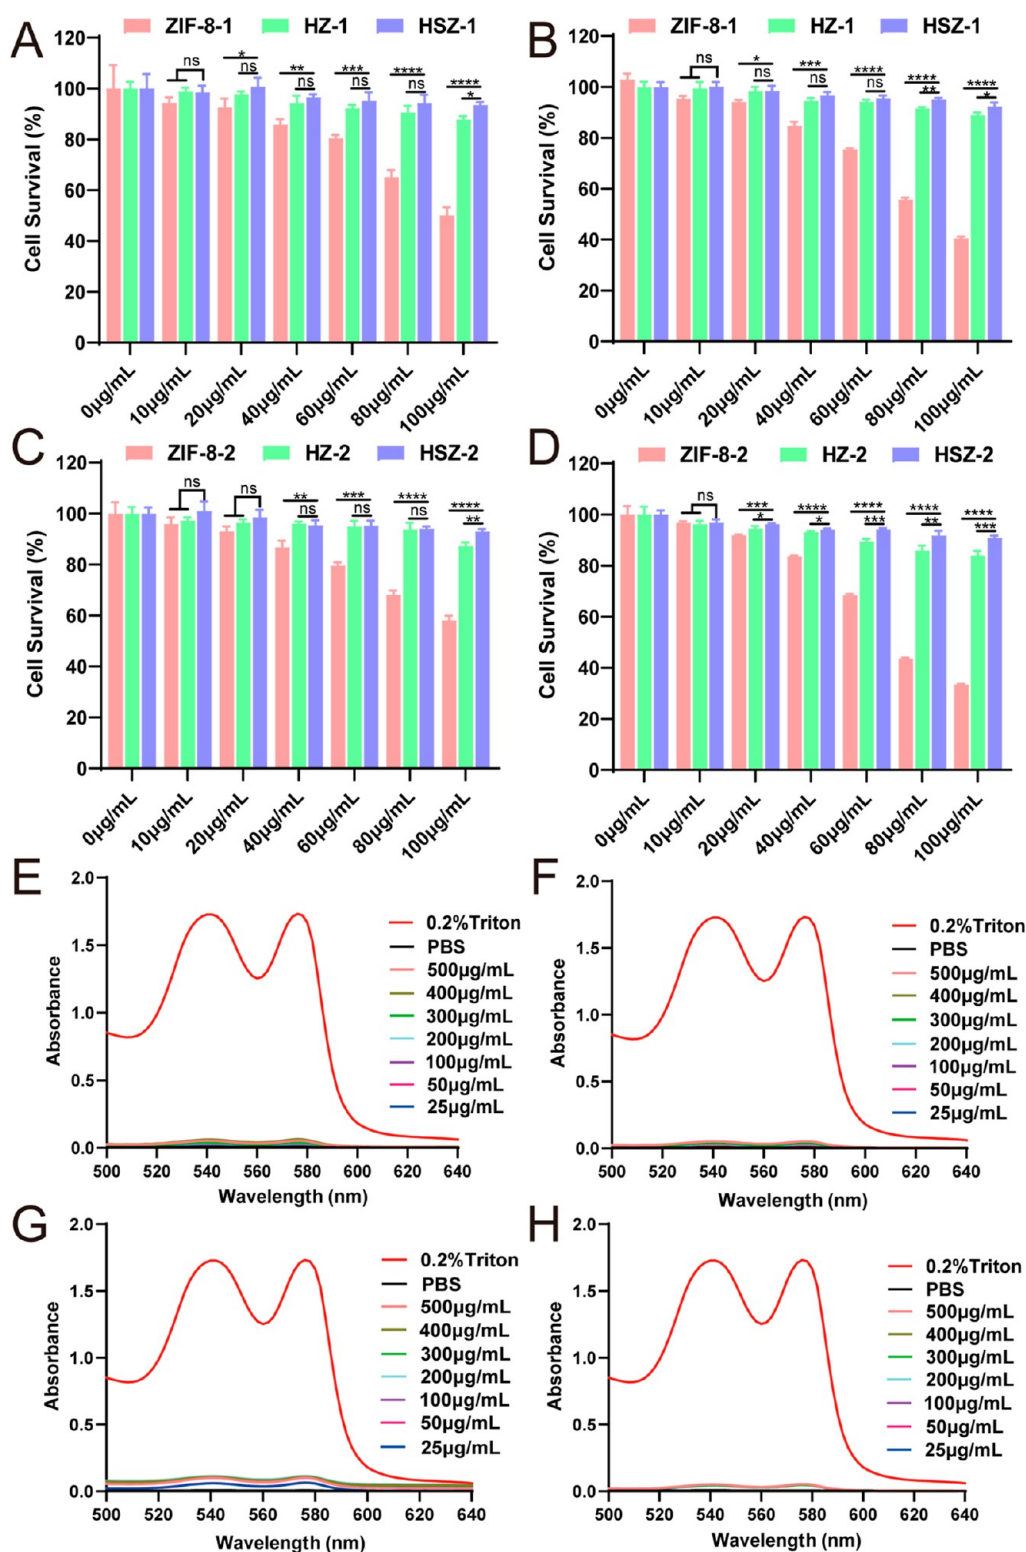 A
ZIF-8-1 HZ-1 HSZ-1
Cell Survival (%)
120
100
80
60
40
20
0
ns * ns ** ns *** ns **** ns **** *
0μg/mL 10μg/mL 20μg/mL 40μg/mL 60μg/mL 80μg/mL 100μg/mL
B
ZIF-8-1 HZ-1 HSZ-1
Cell Survival (%)
120
100
80
60
40
20
0
ns * ns *** ns **** ns **** ** **** *
0μg/mL 10μg/mL 20μg/mL 40μg/mL 60μg/mL 80μg/mL 100μg/mL
C
ZIF-8-2 HZ-2 HSZ-2
Cell Survival (%)
120
100
80
60
40
20
0
ns ns ** ns *** ns **** ns **** **
0μg/mL 10μg/mL 20μg/mL 40μg/mL 60μg/mL 80μg/mL 100μg/mL
D
ZIF-8-2 HZ-2 HSZ-2
Cell Survival (%)
120
100
80
60
40
20
0
ns *** * **** * **** *** **** ** **** ***
0μg/mL 10μg/mL 20μg/mL 40μg/mL 60μg/mL 80μg/mL 100μg/mL
E
Absorbance
2.0
1.5
1.0
0.5
0.0
500 520 540 560 580 600 620 640
Wavelength (nm)
0.2%Triton
PBS
500μg/mL
400μg/mL
300μg/mL
200μg/mL
100μg/mL
50μg/mL
25μg/mL
F
Absorbance
2.0
1.5
1.0
0.5
0.0
500 520 540 560 580 600 620 640
Wavelength (nm)
0.2%Triton
PBS
500μg/mL
400μg/mL
300μg/mL
200μg/mL
100μg/mL
50μg/mL
25μg/mL
G
Absorbance
2.0
1.5
1.0
0.5
0.0
500 520 540 560 580 600 620 640
Wavelength (nm)
0.2%Triton
PBS
500μg/mL
400μg/mL
300μg/mL
200μg/mL
100μg/mL
50μg/mL
25μg/mL
H
Absorbance
2.0
1.5
1.0
0.5
0.0
500 520 540 560 580 600 620 640
Wavelength (nm)
0.2%Triton
PBS
500μg/mL
400μg/mL
300μg/mL
200μg/mL
100μg/mL
50μg/mL
25μg/mL